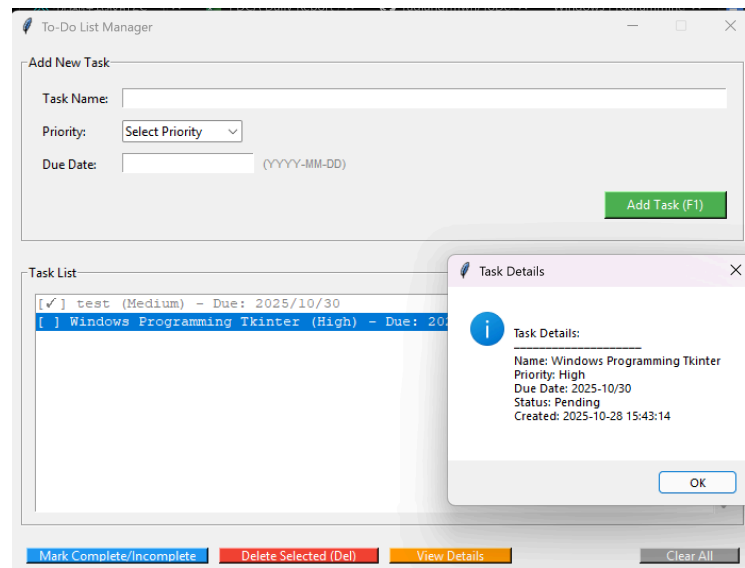 To-Do List Manager
Add New Task
Task Name:
Priority: Select Priority
Due Date: (YYYY-MM-DD)
Add Task (F1)
Task List
[✓] test (Medium) - Due: 2025/10/30
[ ] Windows Programming Tkinter (High) - Due: 202
Task Details
Task Details:
--------------------
Name: Windows Programming Tkinter
Priority: High
Due Date: 2025-10/30
Status: Pending
Created: 2025-10-28 15:43:14
OK
Mark Complete/Incomplete Delete Selected (Del) View Details Clear All